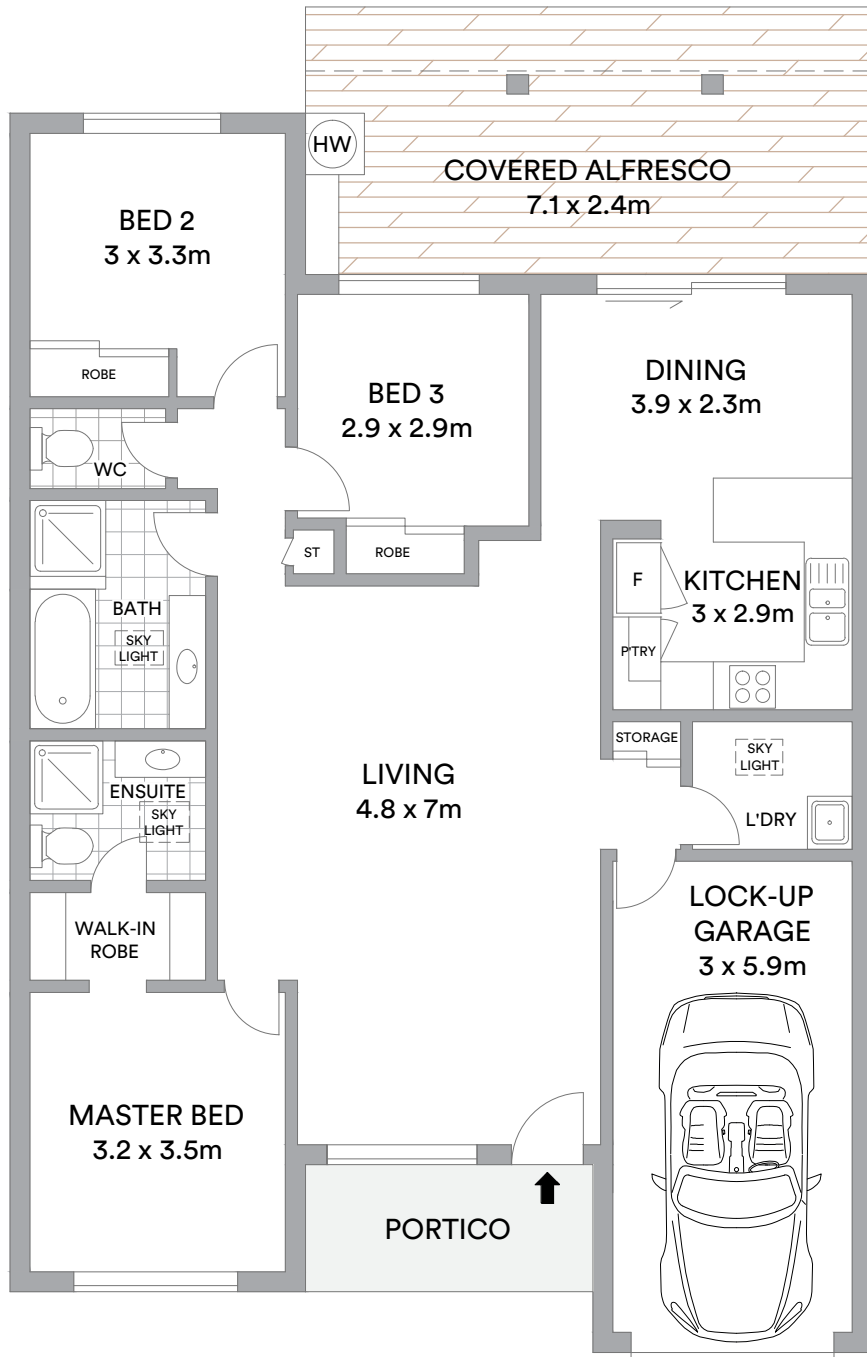 HW
COVERED ALFRESCO
7.1 x 2.4m
BED 2
3 x 3.3m
ROBE
BED 3
2.9 x 2.9m
DINING
3.9 x 2.3m
WC
ST
ROBE
F
KITCHEN
3 x 2.9m
P'TRY
BATH
SKY
LIGHT
STORAGE
SKY
LIGHT
L'DRY
LIVING
4.8 x 7m
ENSUITE
SKY
LIGHT
WALK-IN
ROBE
LOCK-UP
GARAGE
3 x 5.9m
MASTER BED
3.2 x 3.5m
PORTICO